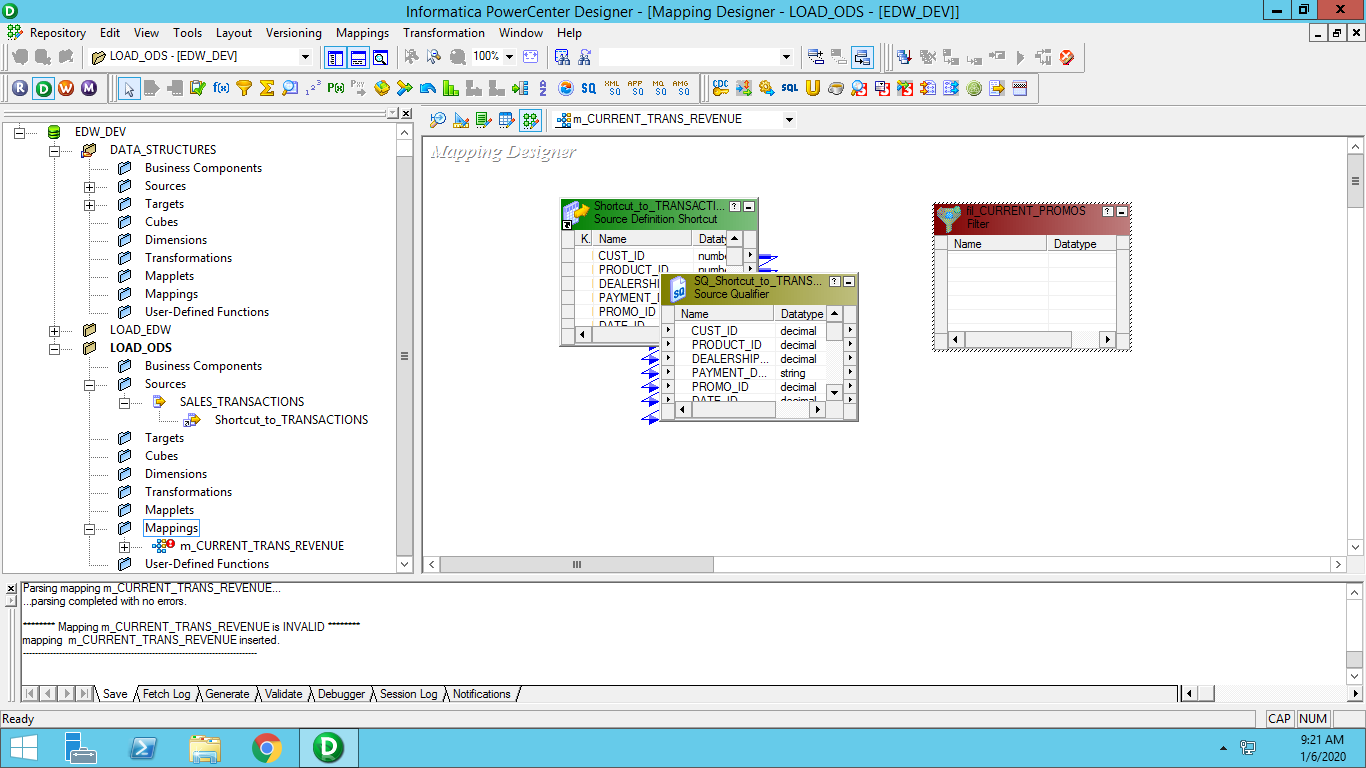 Informatica PowerCenter Designer - [Mapping Designer - LOAD_ODS - [EDW_DEV]]
Repository Edit View Tools Layout Versioning Mappings Transformation Window Help
LOAD_ODS - [EDW_DEV]
100%
m_CURRENT_TRANS_REVENUE
EDW_DEV
DATA_STRUCTURES
Business Components
Sources
Targets
Cubes
Dimensions
Transformations
Mapplets
Mappings
User-Defined Functions
LOAD_EDW
LOAD_ODS
Business Components
Sources
SALES_TRANSACTIONS
Shortcut_to_TRANSACTIONS
Targets
Cubes
Dimensions
Transformations
Mapplets
Mappings
m_CURRENT_TRANS_REVENUE
User-Defined Functions
Mapping Designer
Shortcut_to_TRANSACTI...
Source Definition Shortcut
K. Name Datat
CUST_ID numb
PRODUCT_ID numb
DEALERSHI
PAYMENT_
PROMO_ID
DATE_ID
SQ_Shortcut_to_TRANS...
Source Qualifier
Name Datatype
CUST_ID decimal
PRODUCT_ID decimal
DEALERSHIP... decimal
PAYMENT_D... string
PROMO_ID decimal
DATE_ID decimal
fil_CURRENT_PROMOS
Filter
Name Datatype
Parsing mapping m_CURRENT_TRANS_REVENUE...
...parsing completed with no errors.
******** Mapping m_CURRENT_TRANS_REVENUE is INVALID ********
mapping m_CURRENT_TRANS_REVENUE inserted.
Save Fetch Log Generate Validate Debugger Session Log Notifications
Ready
CAP NUM
9:21 AM
1/6/2020